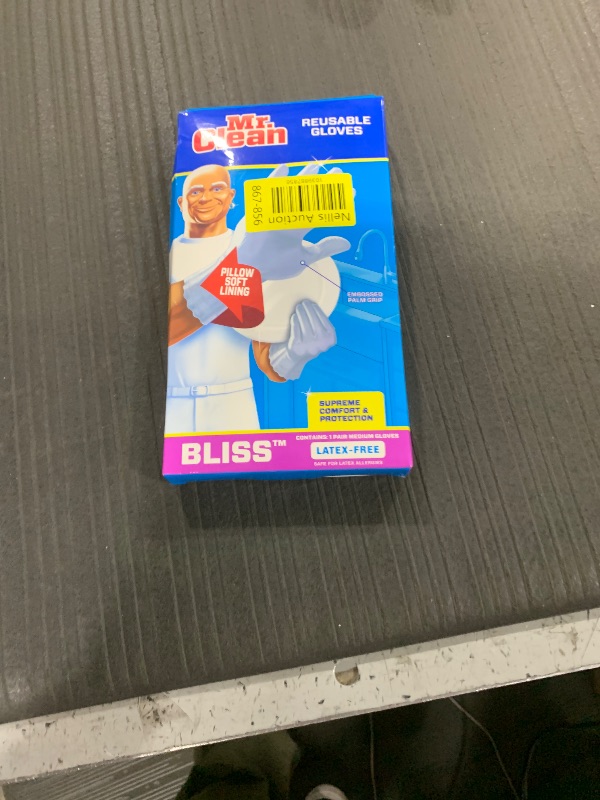 Mr.
Clean
REUSABLE
GLOVES
Nellis Auction
867-856
PILLOW
SOFT
LINING
EMBOSSED
PALM GRIP
SUPREME
COMFORT &
PROTECTION
CONTAINS: 1 PAIR MEDIUM GLOVES
BLISS™
LATEX-FREE
SAFE FOR LATEX ALLERGIES